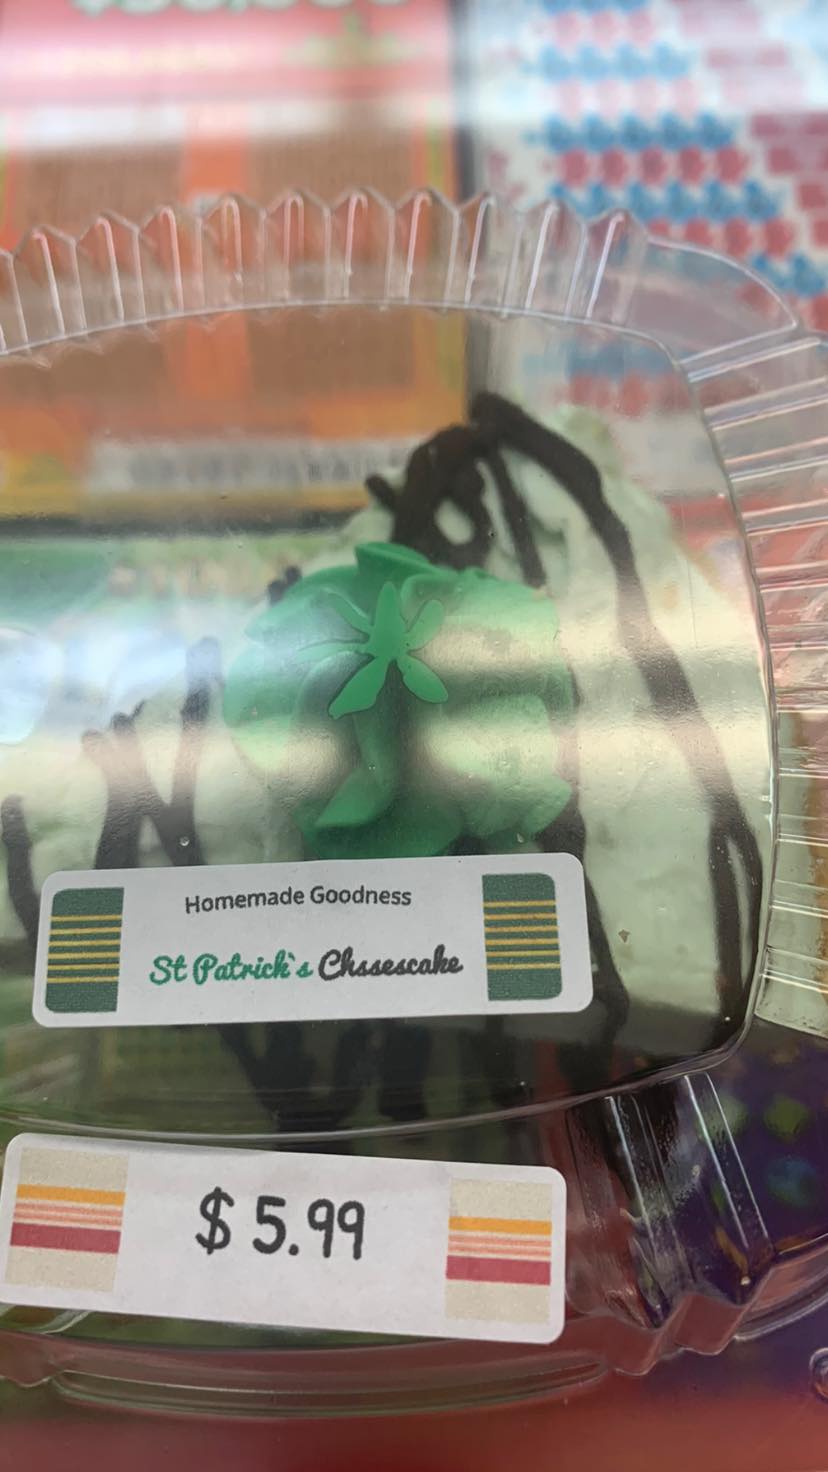 Homemade Goodness
St Patrick's Chssescake
$ 5.99